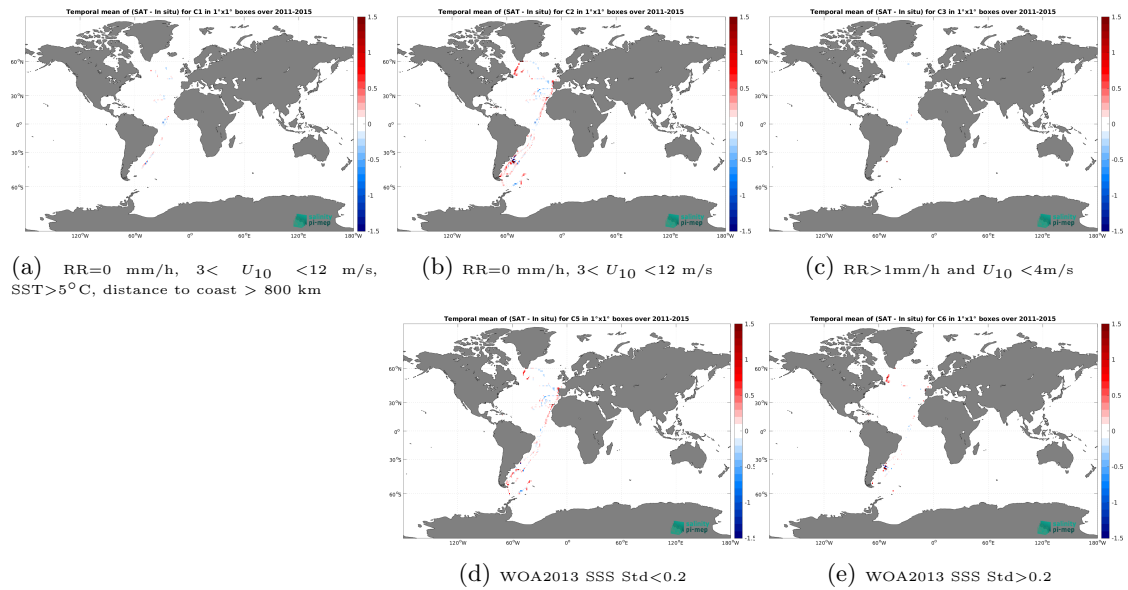 Temporal mean of (SAT - In situ) for C1 in 1°x1° boxes over 2011-2015
1.5
1
0.5
0
-0.5
-1
-1.5
60°N
30°N
0°
30°S
60°S
120°W
60°W
0°
60°E
120°E
180°W
pi-mep
(a) RR=0 mm/h, 3< U10 <12 m/s,
SST>5°C, distance to coast > 800 km
Temporal mean of (SAT - In situ) for C2 in 1°x1° boxes over 2011-2015
1.5
1
0.5
0
-0.5
-1
-1.5
60°N
30°N
0°
30°S
60°S
120°W
60°W
0°
60°E
120°E
180°W
pi-mep
(b) RR=0 mm/h, 3< U10 <12 m/s
Temporal mean of (SAT - In situ) for C3 in 1°x1° boxes over 2011-2015
1.5
1
0.5
0
-0.5
-1
-1.5
60°N
30°N
0°
30°S
60°S
120°W
60°W
0°
60°E
120°E
180°W
pi-mep
(c) RR>1mm/h and U10 <4m/s
Temporal mean of (SAT - In situ) for C5 in 1°x1° boxes over 2011-2015
1.5
1
0.5
0
-0.5
-1
-1.5
60°N
30°N
0°
30°S
60°S
120°W
60°W
0°
60°E
120°E
180°W
pi-mep
(d) WOA2013 SSS Std<0.2
Temporal mean of (SAT - In situ) for C6 in 1°x1° boxes over 2011-2015
1.5
1
0.5
0
-0.5
-1
-1.5
60°N
30°N
0°
30°S
60°S
120°W
60°W
0°
60°E
120°E
180°W
pi-mep
(e) WOA2013 SSS Std>0.2